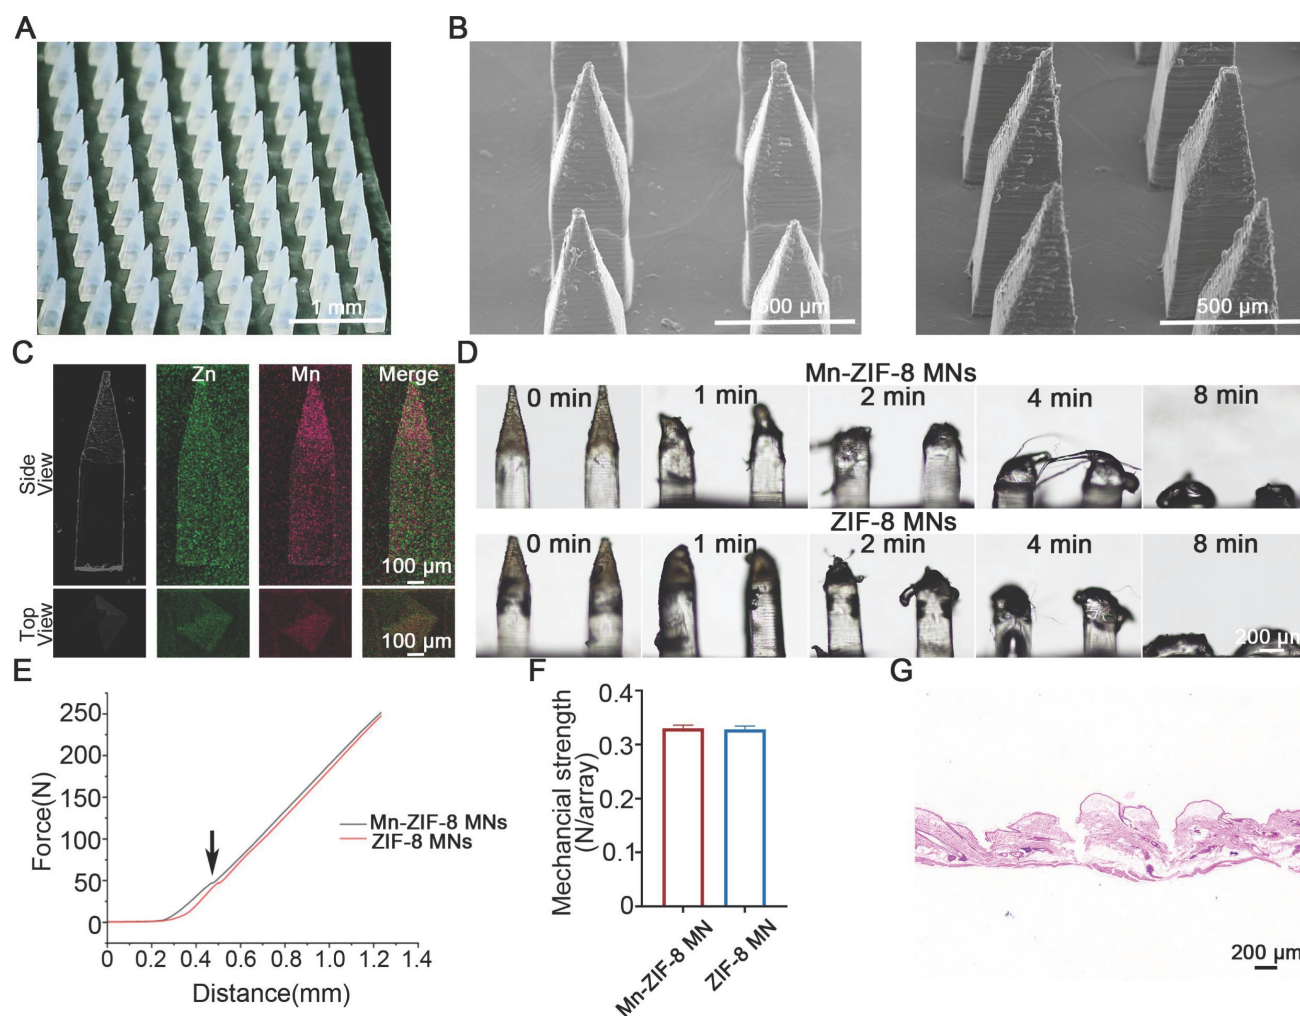 A
B
1 mm
500 µm
500 µm
C
Zn
Mn
Merge
Side
View
100 µm
Top
View
100 µm
D
Mn-ZIF-8 MNs
0 min
1 min
2 min
4 min
8 min
ZIF-8 MNs
0 min
1 min
2 min
4 min
8 min
200 µm
E
Force(N)
250
200
150
100
50
0
0
0.2
0.4
0.6
0.8
1.0
1.2
1.4
Distance(mm)
Mn-ZIF-8 MNs
ZIF-8 MNs
F
Mechancial strength
(N/array)
0.4
0.3
0.2
0.1
0
Mn-ZIF-8 MN
ZIF-8 MN
G
200 µm